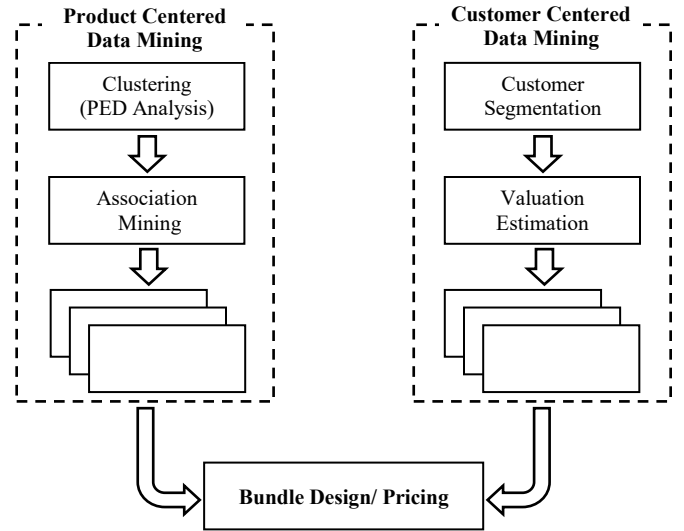 Product Centered
Data Mining
Clustering
(PED Analysis)
Association
Mining
Customer Centered
Data Mining
Customer
Segmentation
Valuation
Estimation
Bundle Design/ Pricing